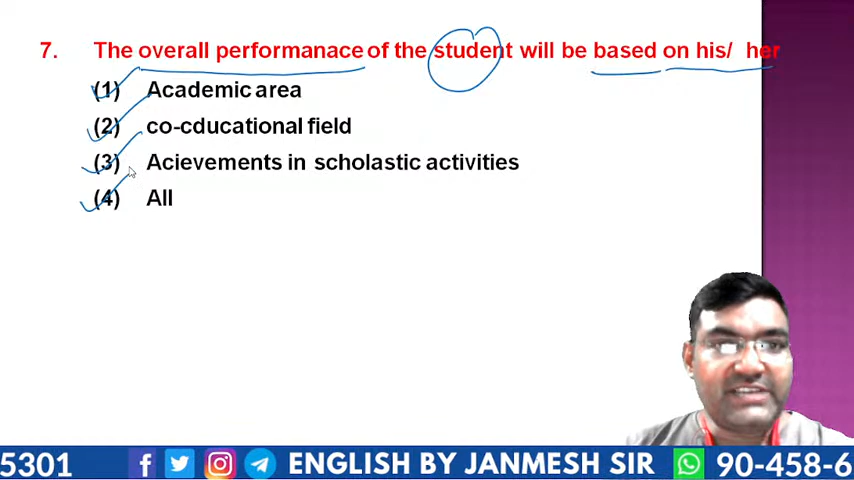 7. The overall performanace of the student will be based on his/ her
(1) Academic area
(2) co-cducational field
(3) Acievements in scholastic activities
(4) All
5301 ENGLISH BY JANMESH SIR 90-458-6